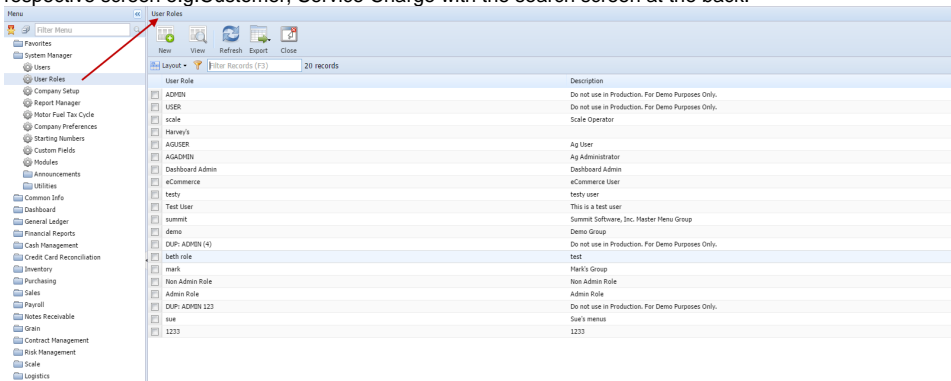 respective screen e.g.Customer, Service Charge with the search screen at the back.
Menu
Filter Menu
Favorites
System Manager
Users
User Roles
Company Setup
Report Manager
Motor Fuel Tax Cycle
Company Preferences
Starting Numbers
Custom Fields
Modules
Announcements
Utilities
Common Info
Dashboard
General Ledger
Financial Reports
Cash Management
Credit Card Reconciliation
Inventory
Purchasing
Sales
Payroll
Notes Receivable
Grain
Contract Management
Risk Management
Scale
Logistics
User Roles
New View Refresh Export Close
Layout Filter Records (F3) 20 records
User Role Description
ADMIN Do not use in Production. For Demo Purposes Only.
USER Do not use in Production. For Demo Purposes Only.
scale Scale Operator
Harvey's
AGUSER Ag User
AGADMIN Ag Administrator
Dashboard Admin Dashboard Admin
eCommerce eCommerce User
testy testy user
Test User This is a test user
summit Summit Software, Inc. Master Menu Group
demo Demo Group
DUP: ADMIN (4) Do not use in Production. For Demo Purposes Only.
beth role test
mark Mark's Group
Non Admin Role Non Admin Role
Admin Role Admin Role
DUP: ADMIN 123 Do not use in Production. For Demo Purposes Only.
sue Sue's menus
1233 1233